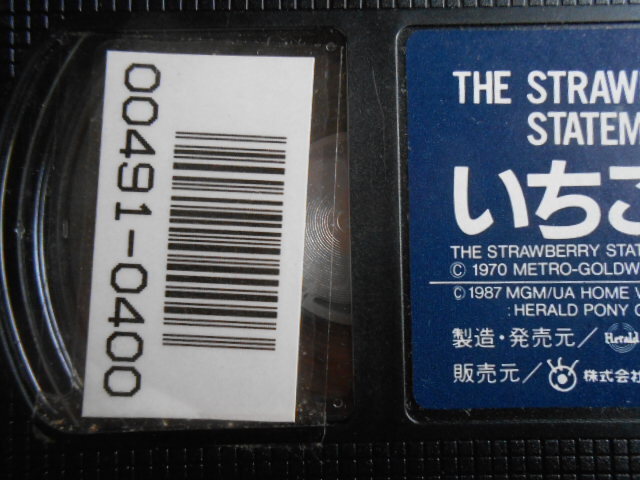 00491-0400
THE STRAW
STATEM
いちご
THE STRAWBERRY STAT
© 1970 METRO-GOLDW
© 1987 MGM/UA HOME V
: HERALD PONY C
製造・発売元／ Herald
販売元／ 株式会社